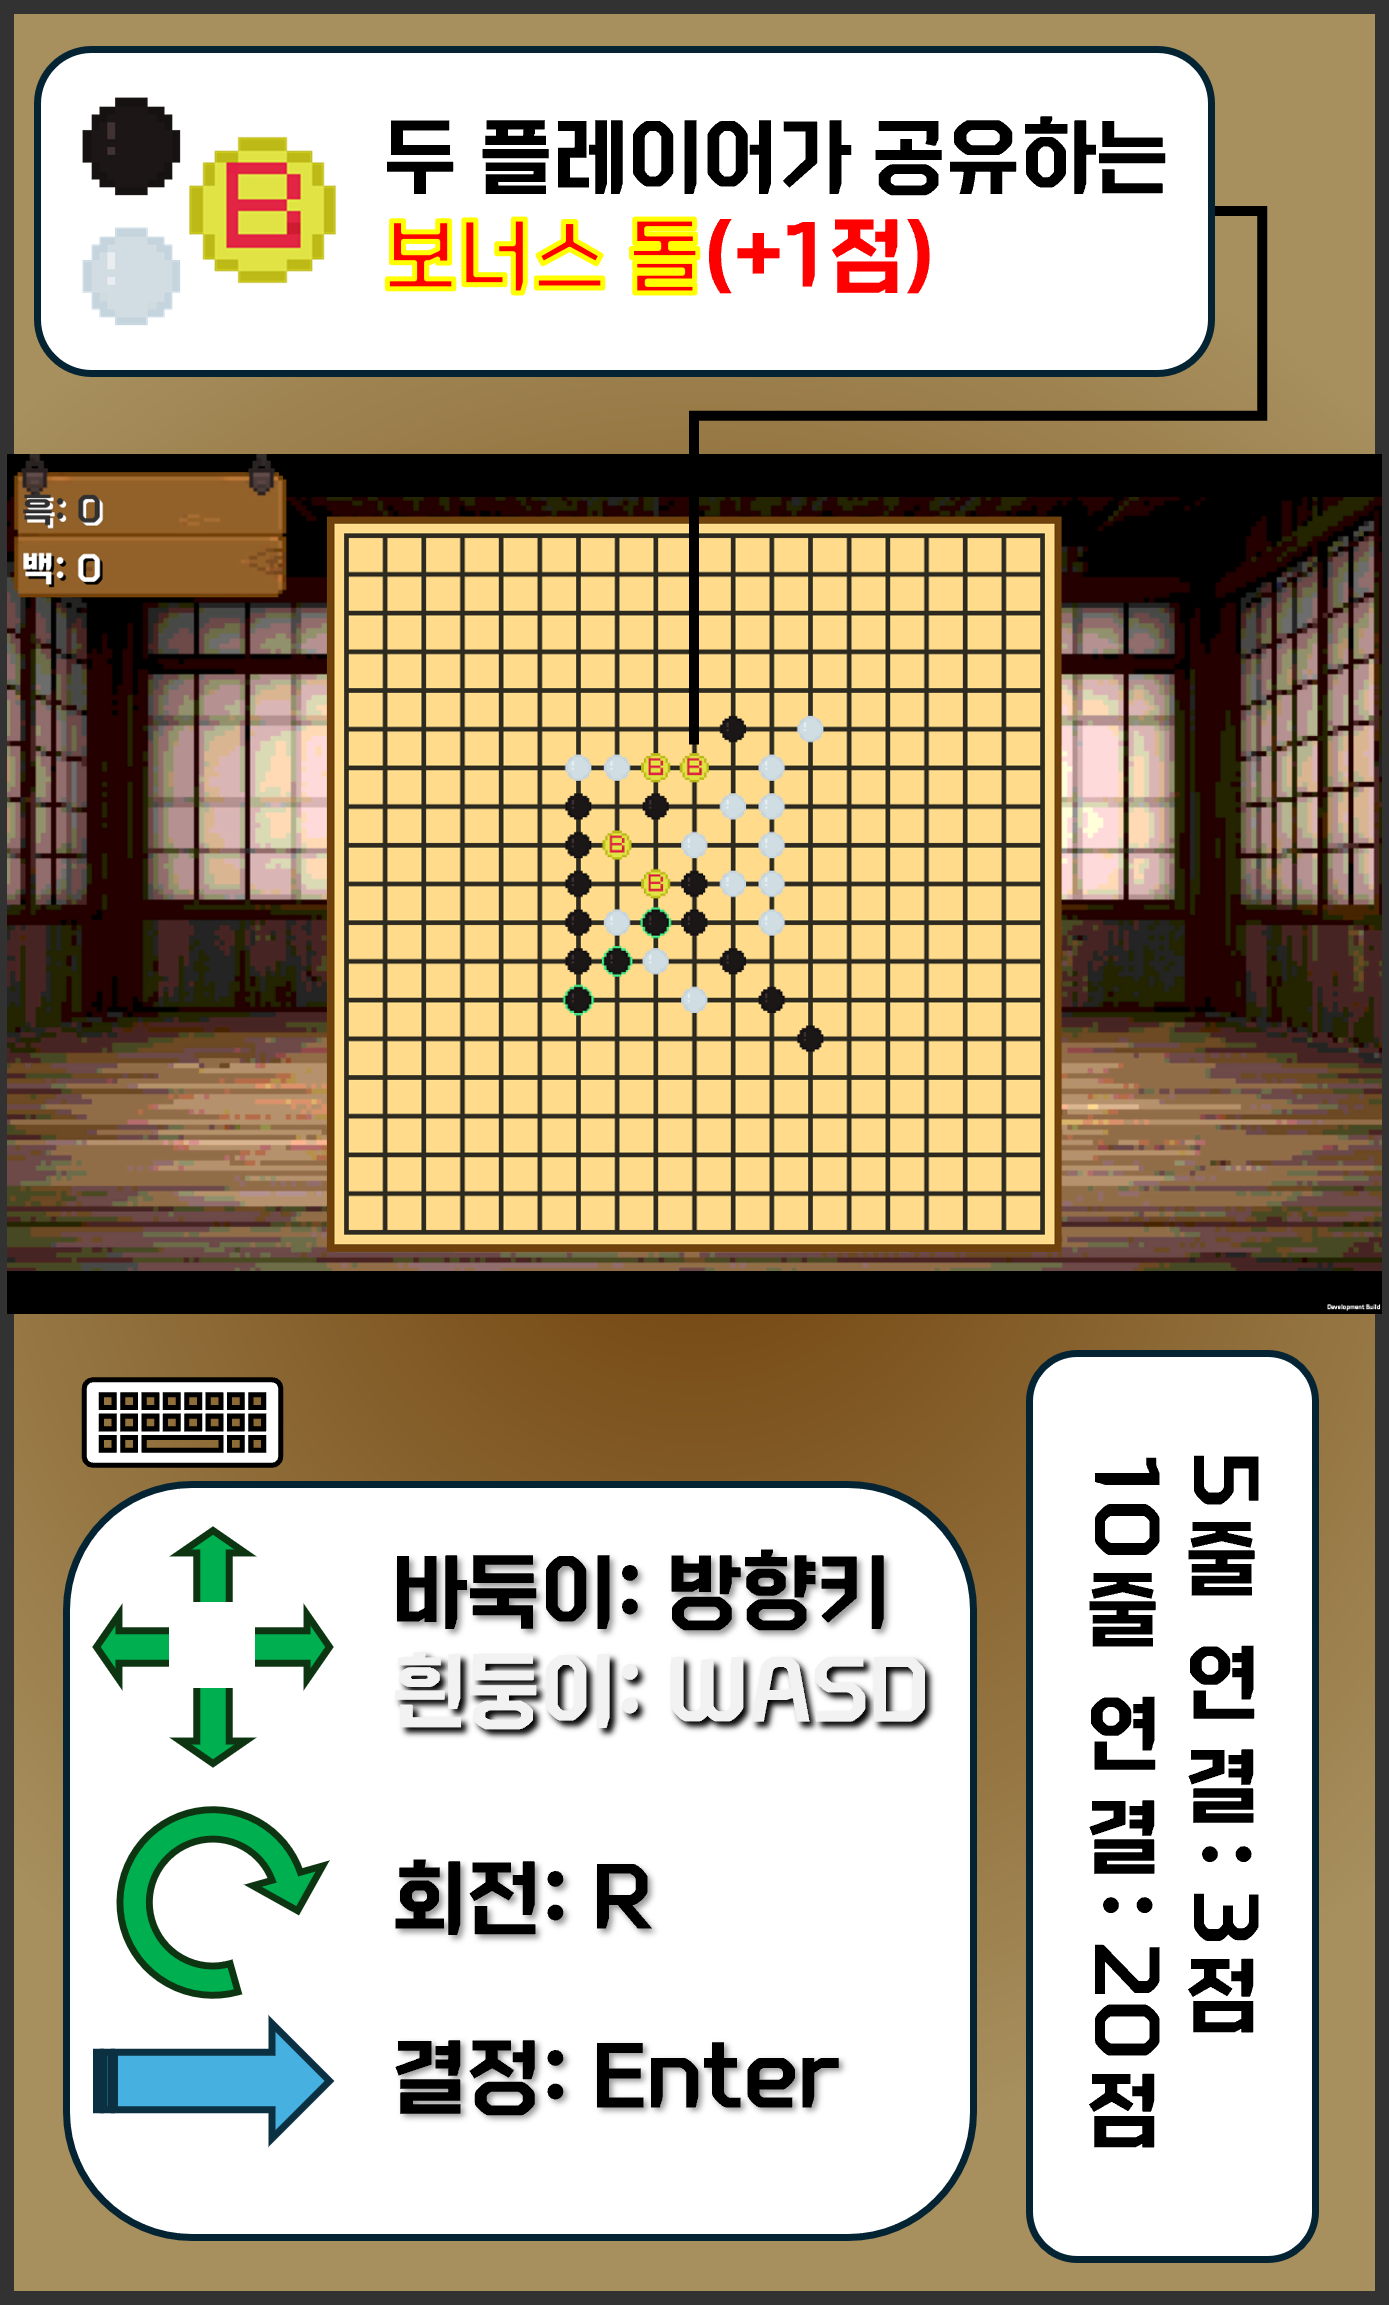 B
두 플레이어가 공유하는
보너스 돌(+1점)
흑: 0
백: 0
B B
B
B
Development Build
바둑이: 방향키
흰둥이: WASD
회전: R
결정: Enter
5줄 연결: 3점
10줄 연결: 20점